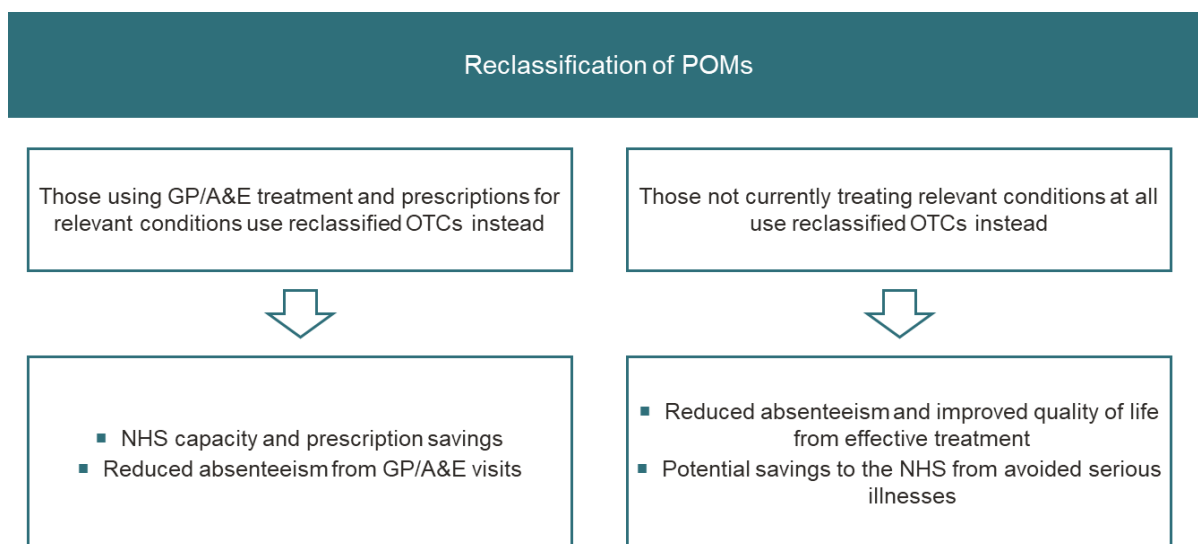 Reclassification of POMs
Those using GP/A&E treatment and prescriptions for
relevant conditions use reclassified OTCs instead
Those not currently treating relevant conditions at all
use reclassified OTCs instead
▪ NHS capacity and prescription savings
▪ Reduced absenteeism from GP/A&E visits
▪ Reduced absenteeism and improved quality of life
from effective treatment
▪ Potential savings to the NHS from avoided serious
illnesses